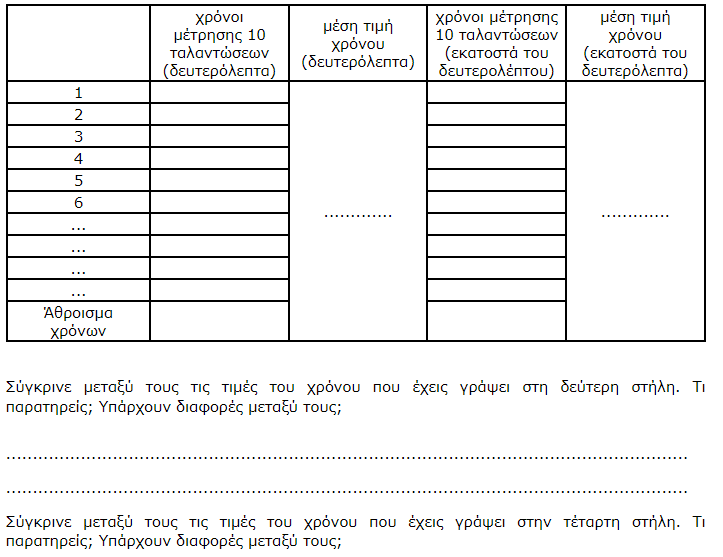 χρόνοι μέτρησης 10 ταλαντώσεων (δευτερόλεπτα)
μέση τιμή χρόνου (δευτερόλεπτα)
χρόνοι μέτρησης 10 ταλαντώσεων (εκατοστά του δευτερολέπτου)
μέση τιμή χρόνου (εκατοστά του δευτερόλεπτα)
1
2
3
4
5
6
.............
.............
...
...
...
...
Άθροισμα χρόνων
Σύγκρινε μεταξύ τους τις τιμές του χρόνου που έχεις γράψει στη δεύτερη στήλη. Τι
παρατηρείς; Υπάρχουν διαφορές μεταξύ τους;
..................................................................................................................................
..................................................................................................................................
Σύγκρινε μεταξύ τους τις τιμές του χρόνου που έχεις γράψει στην τέταρτη στήλη. Τι
παρατηρείς; Υπάρχουν διαφορές μεταξύ τους;